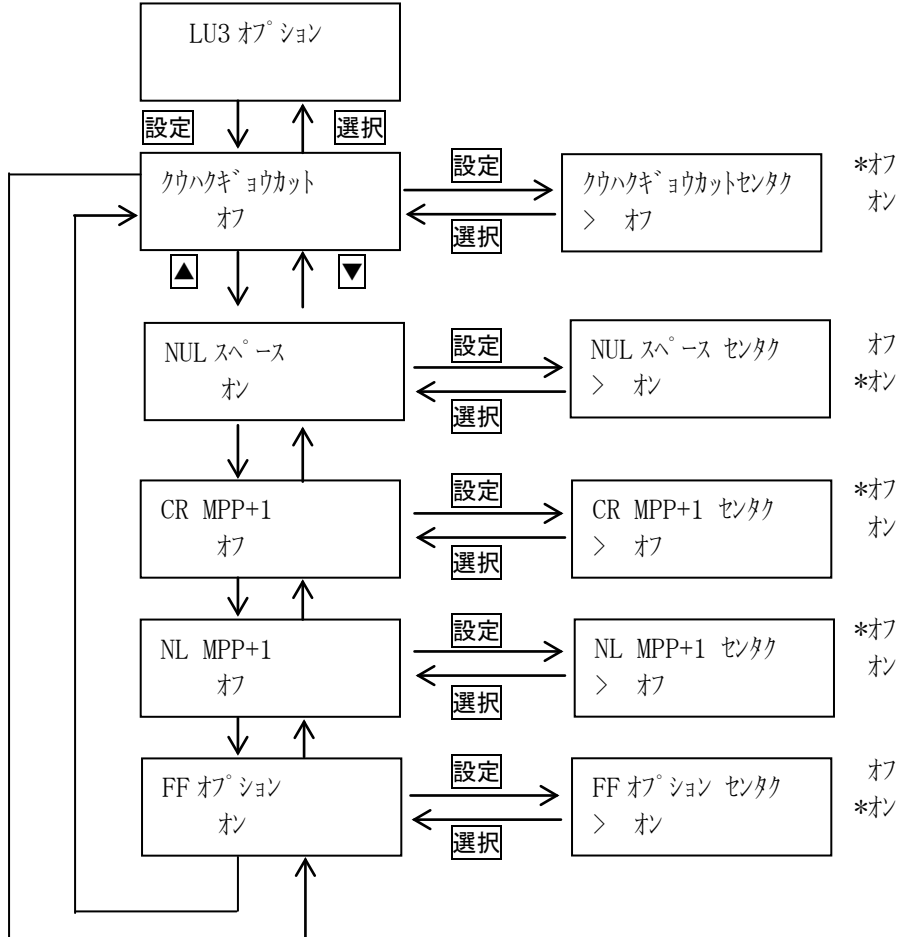 LU3 オプション
設定
選択
クウハクギョウカット
オフ
設定
選択
クウハクギョウカットセンタク
> オフ
*オフ
オン
▲
▼
NUL スペース
オン
設定
選択
NUL スペース センタク
> オン
オフ
*オン
CR MPP+1
オフ
設定
選択
CR MPP+1 センタク
> オフ
*オフ
オン
NL MPP+1
オフ
設定
選択
NL MPP+1 センタク
> オフ
*オフ
オン
FF オプション
オン
設定
選択
FF オプション センタク
> オン
オフ
*オン